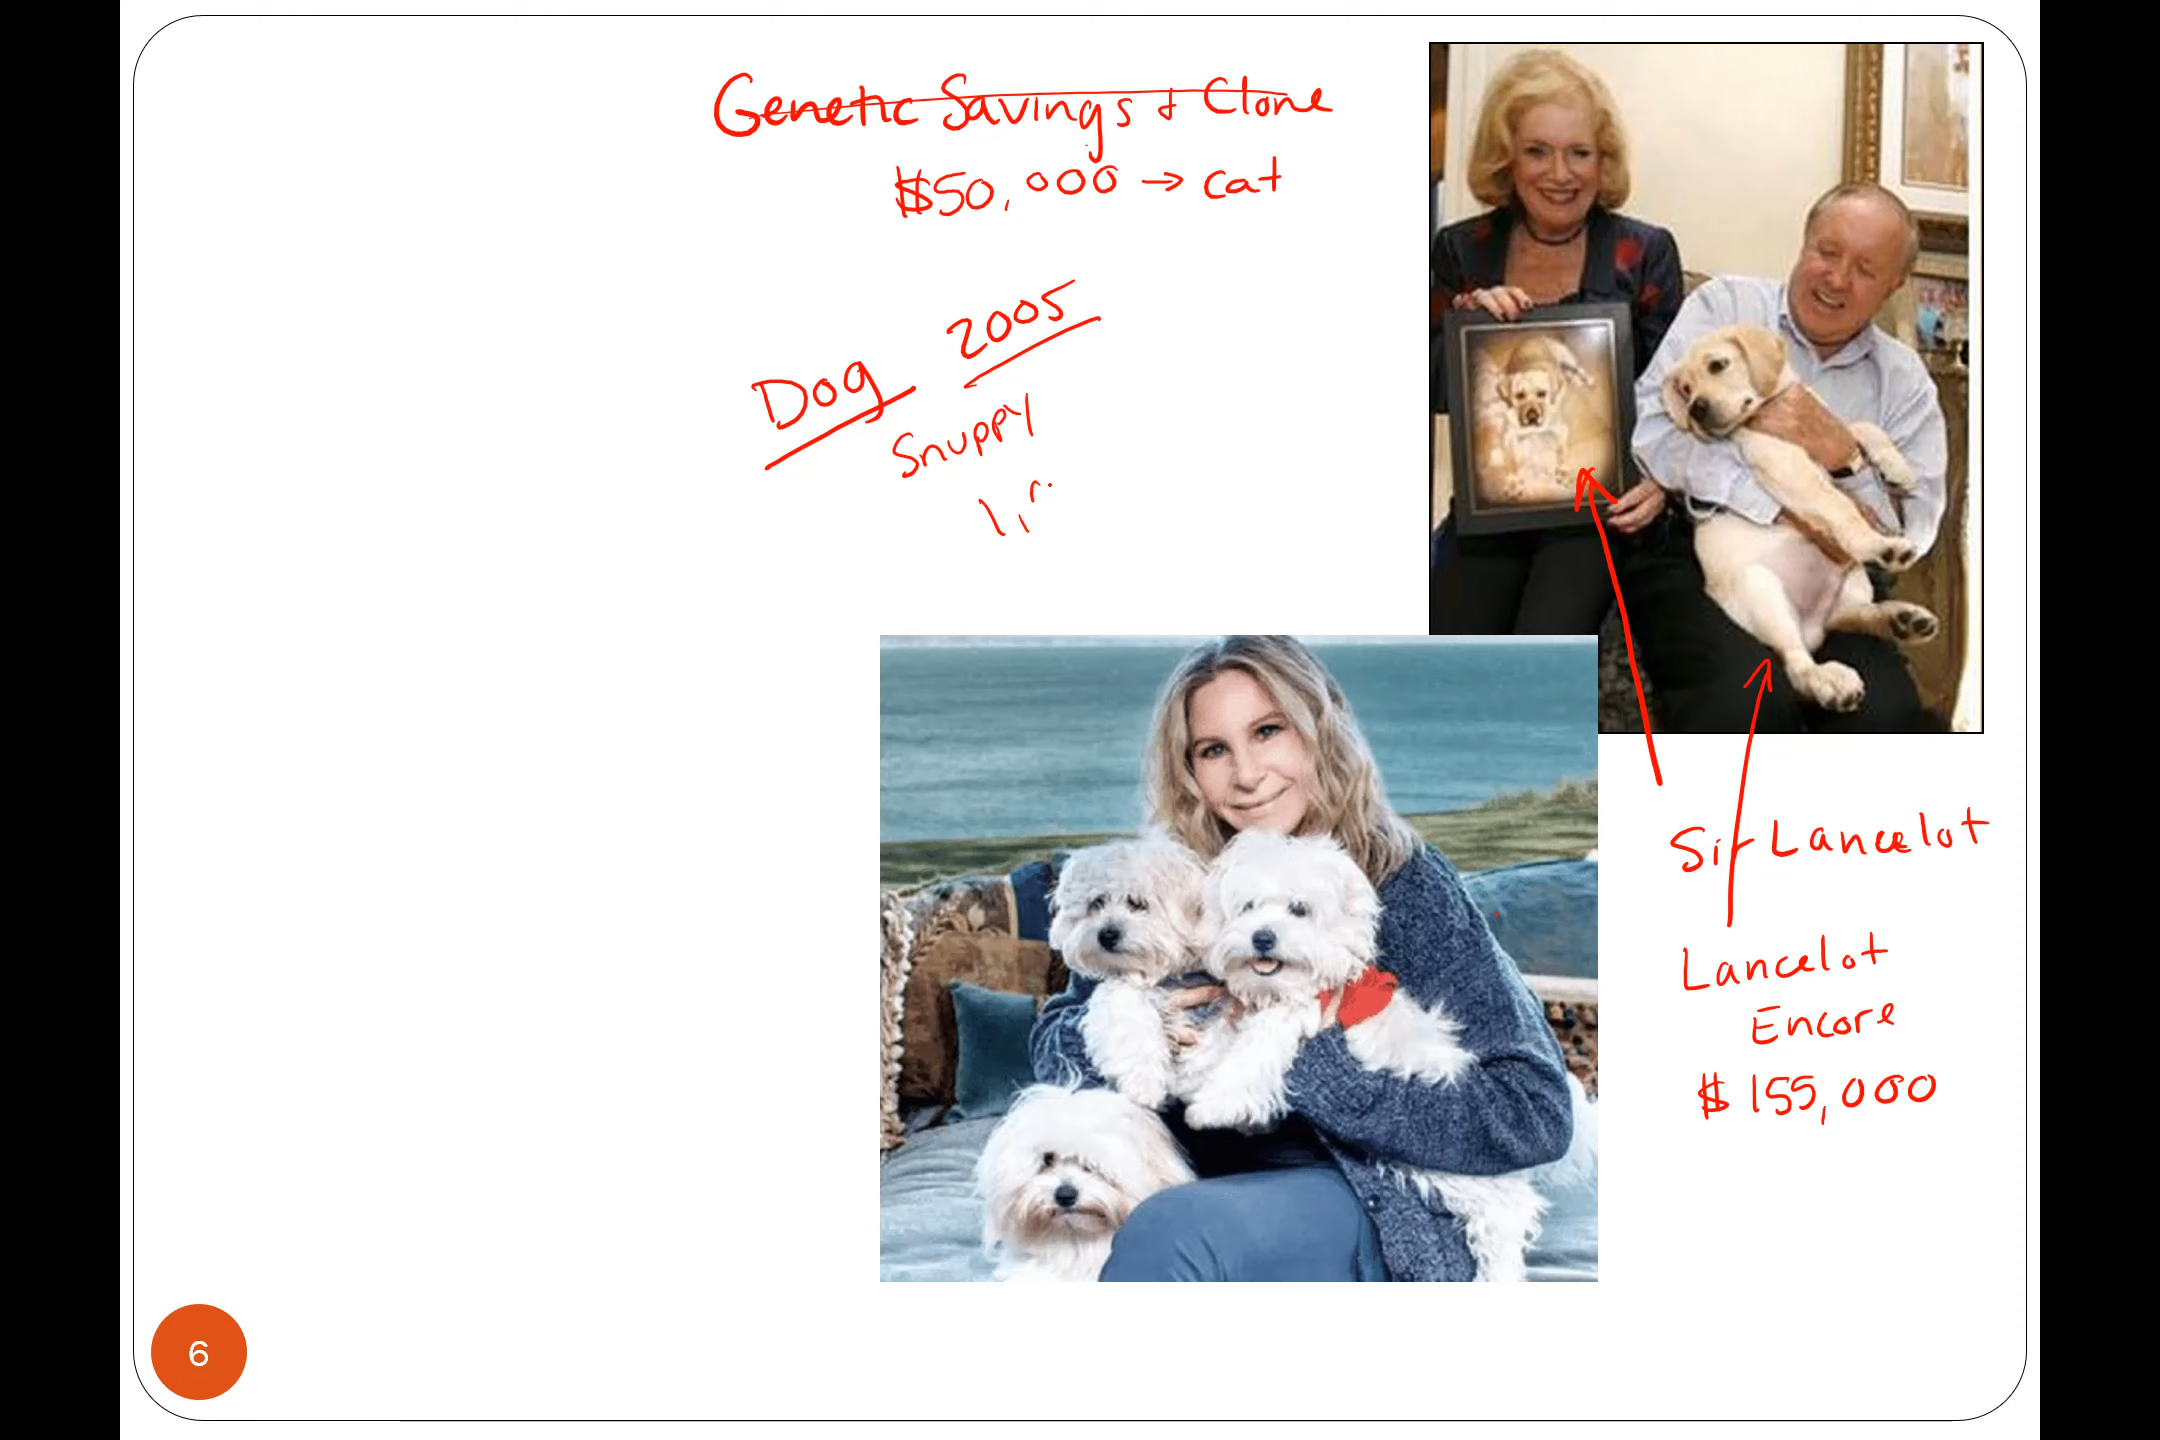 Genetic Savings & Clone
$50,000 → cat
Dog 2005
Snuppy
Sir Lancelot
Lancelot
Encore
$155,000
6